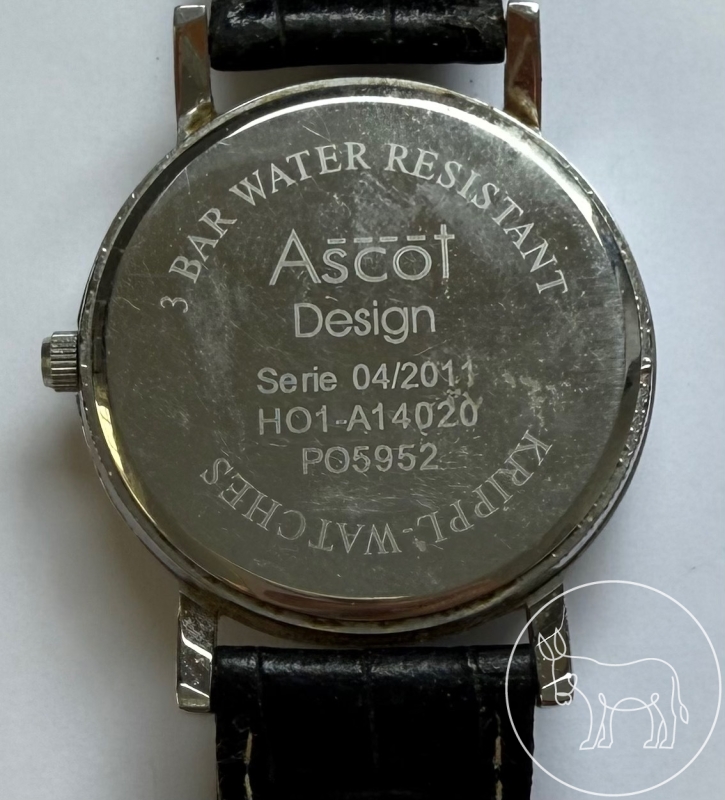 3 BAR WATER RESISTANT
Ascot
Design
Serie 04/2011
HO1-A14020
PO5952
KRIPPL-WATCHES